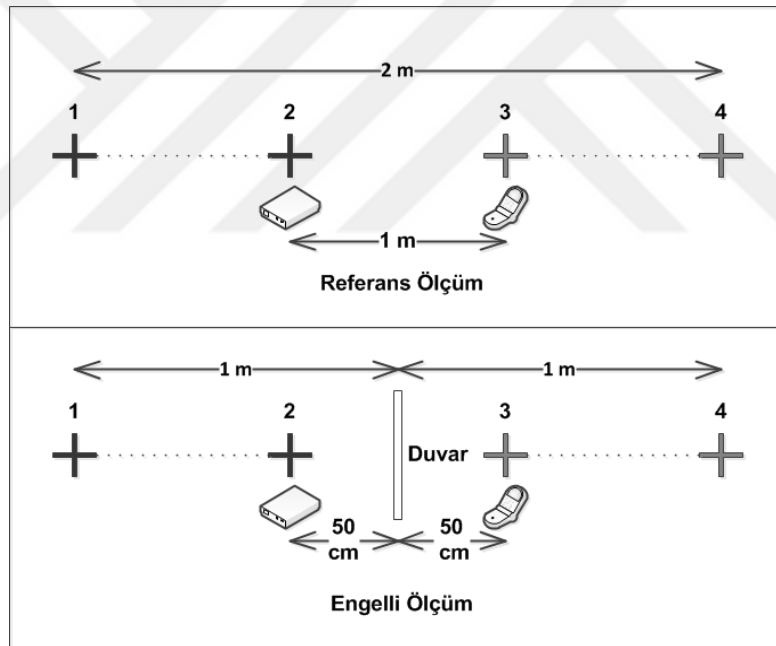 2 m
1 2 3 4
1 m
Referans Ölçüm
1 m 1 m
1 2 3 4
Duvar
50 50
cm cm
Engelli Ölçüm